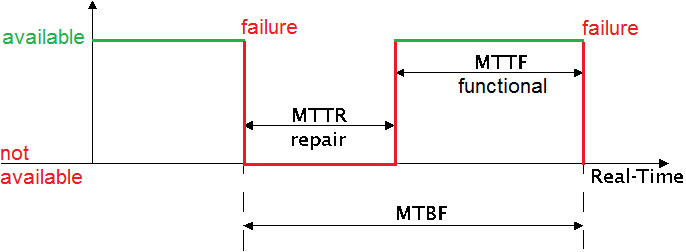 available
failure
failure
MTTF
functional
MTTR
repair
not
available
Real-Time
MTBF